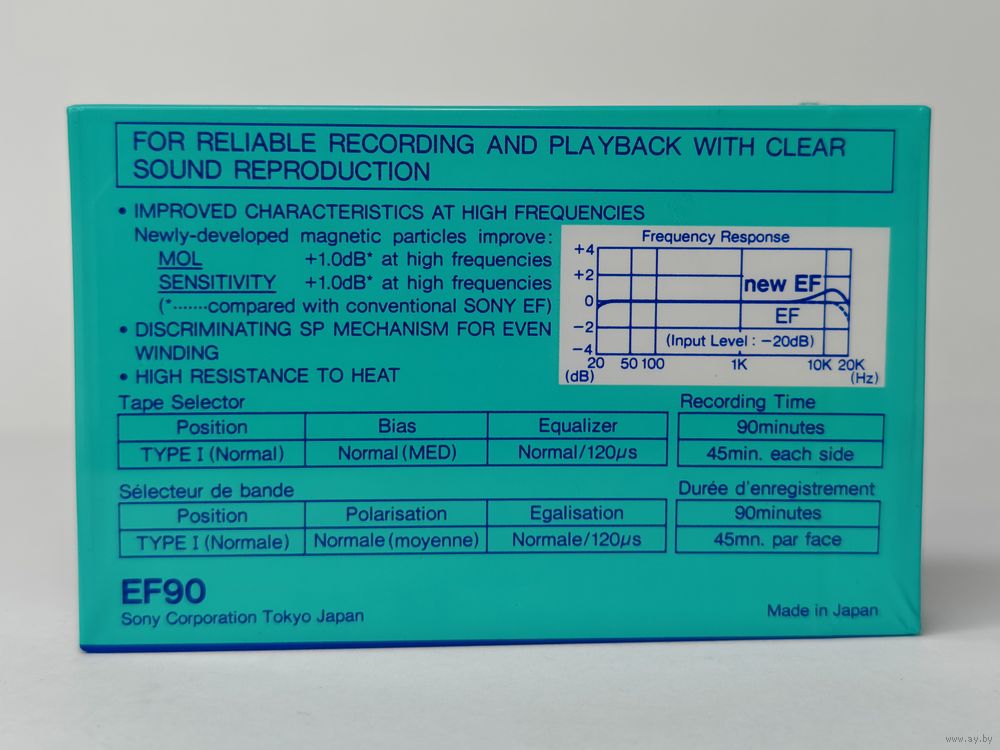 FOR RELIABLE RECORDING AND PLAYBACK WITH CLEAR
SOUND REPRODUCTION
• IMPROVED CHARACTERISTICS AT HIGH FREQUENCIES
Newly-developed magnetic particles improve:
MOL +1.0dB* at high frequencies
SENSITIVITY +1.0dB* at high frequencies
(*·······compared with conventional SONY EF)
• DISCRIMINATING SP MECHANISM FOR EVEN
WINDING
• HIGH RESISTANCE TO HEAT
Frequency Response
+4
+2
0
−2
−4
new EF
EF
(Input Level : −20dB)
20 50 100 1K 10K 20K
(dB) (Hz)
Tape Selector
Position Bias Equalizer
TYPE I (Normal) Normal (MED) Normal/120μs
Recording Time
90minutes
45min. each side
Sélecteur de bande
Position Polarisation Egalisation
TYPE I (Normale) Normale (moyenne) Normale/120μs
Durée d'enregistrement
90minutes
45mn. par face
EF90
Sony Corporation Tokyo Japan
Made in Japan
www.ay.by